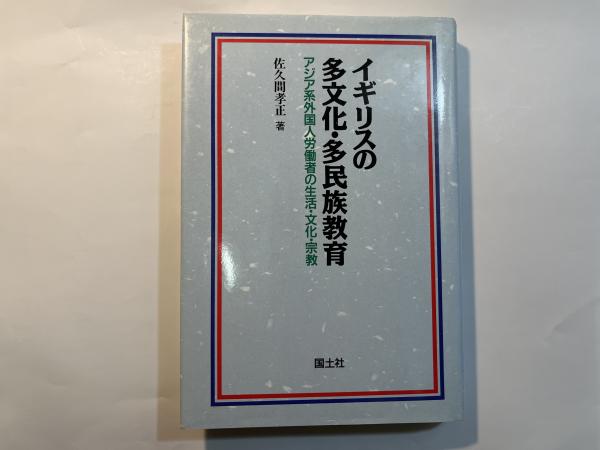 イギリスの
多文化・多民族教育
アジア系外国人労働者の生活・文化・宗教
佐久間孝正 著
国土社